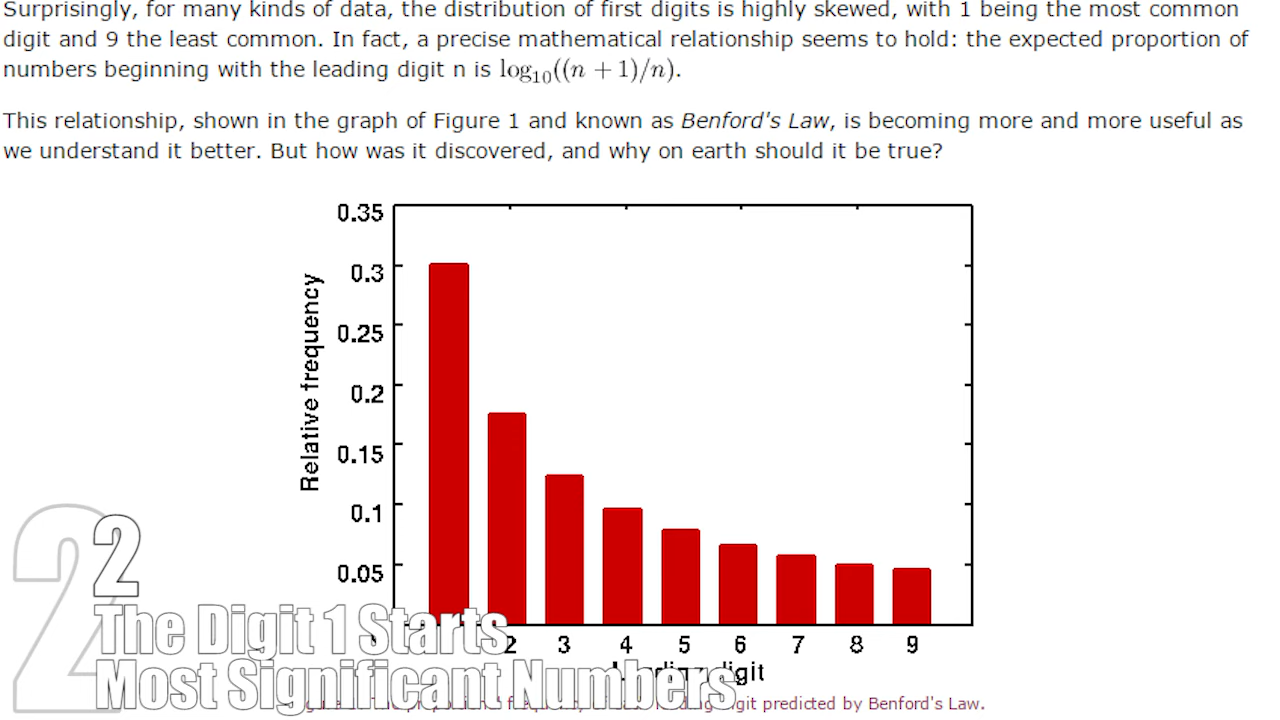 Surprisingly, for many kinds of data, the distribution of first digits is highly skewed, with 1 being the most common
digit and 9 the least common. In fact, a precise mathematical relationship seems to hold: the expected proportion of
numbers beginning with the leading digit n is log₁₀((n + 1)/n).
This relationship, shown in the graph of Figure 1 and known as Benford's Law, is becoming more and more useful as
we understand it better. But how was it discovered, and why on earth should it be true?
0.35
0.3
0.25
0.2
0.15
0.1
0.05
Relative frequency
2 3 4 5 6 7 8 9
digit
git predicted by Benford's Law.
2
2
The Digit 1 Starts
Most Significant Numbers